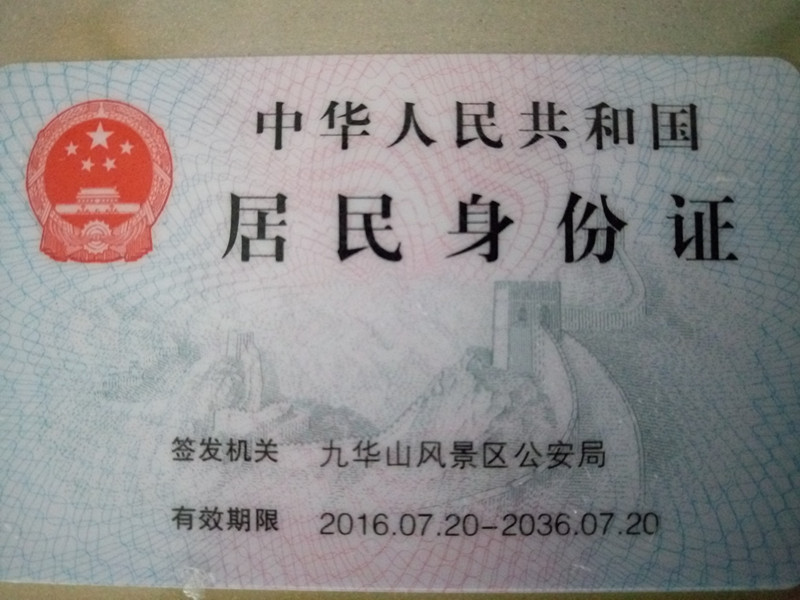 中华人民共和国
居民身份证
签发机关 九华山风景区公安局
有效期限 2016.07.20-2036.07.20